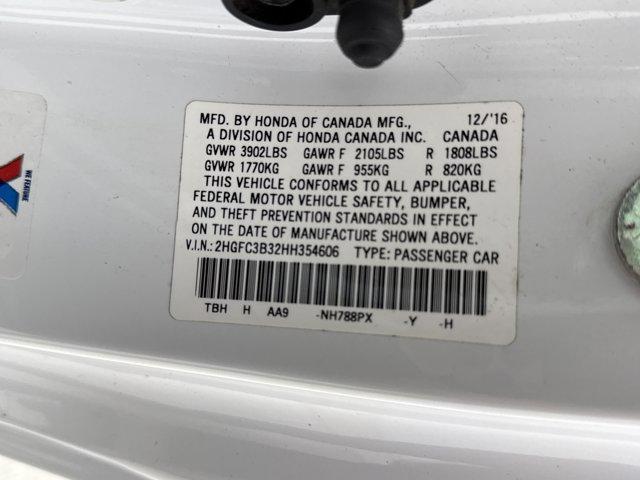 MFD. BY HONDA OF CANADA MFG., 12/'16
A DIVISION OF HONDA CANADA INC. CANADA
GVWR 3902LBS GAWR F 2105LBS R 1808LBS
GVWR 1770KG GAWR F 955KG R 820KG
THIS VEHICLE CONFORMS TO ALL APPLICABLE
FEDERAL MOTOR VEHICLE SAFETY, BUMPER,
AND THEFT PREVENTION STANDARDS IN EFFECT
ON THE DATE OF MANUFACTURE SHOWN ABOVE.
V.I.N.: 2HGFC3B32HH354606 TYPE: PASSENGER CAR
TBH H AA9 -NH788PX -Y -H
WE FEATURE